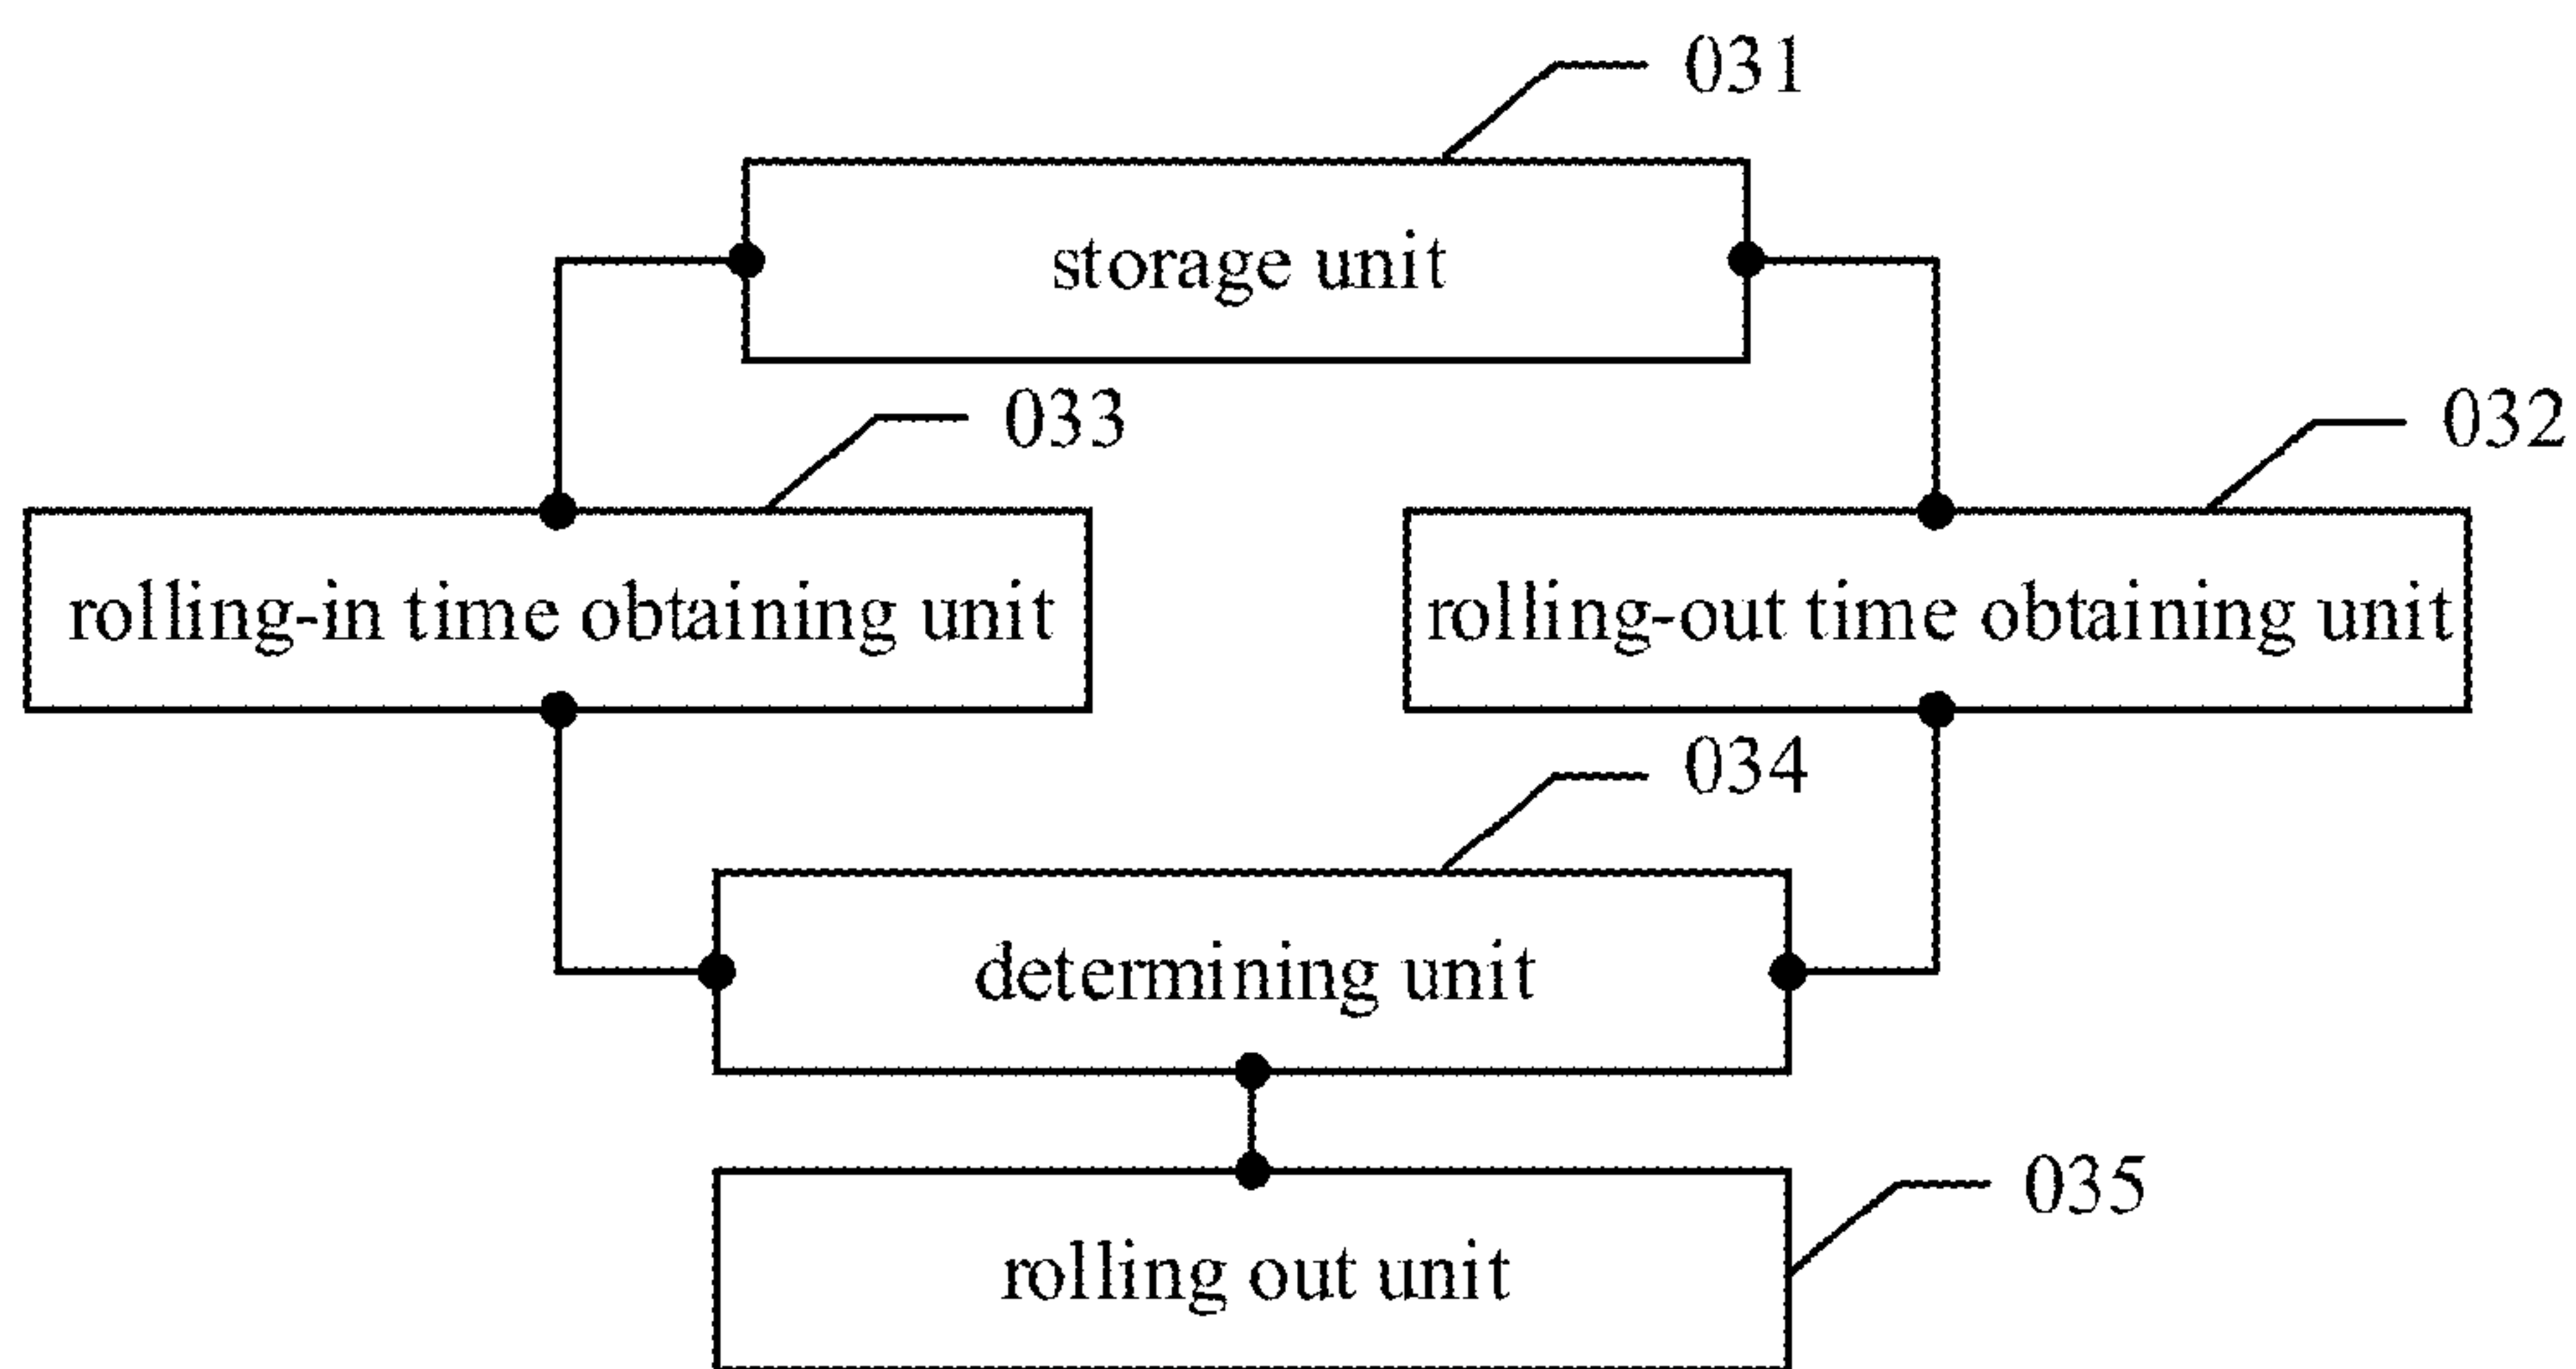 031
storage unit
033
032
rolling-in time obtaining unit
rolling-out time obtaining unit
034
determining unit
035
rolling out unit